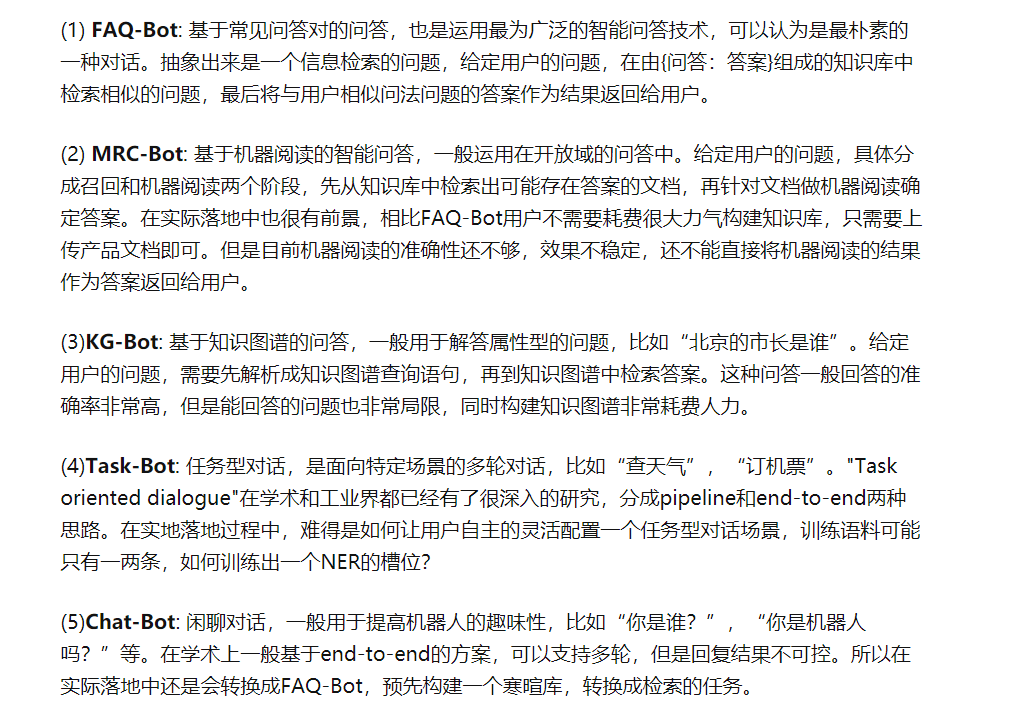 (1) FAQ-Bot: 基于常见问答对的问答，也是运用最为广泛的智能问答技术，可以认为是最朴素的
一种对话。抽象出来是一个信息检索的问题，给定用户的问题，在由{问答：答案}组成的知识库中
检索相似的问题，最后将与用户相似问法问题的答案作为结果返回给用户。
(2) MRC-Bot: 基于机器阅读的智能问答，一般运用在开放域的问答中。给定用户的问题，具体分
成召回和机器阅读两个阶段，先从知识库中检索出可能存在答案的文档，再针对文档做机器阅读确
定答案。在实际落地中也很有前景，相比FAQ-Bot用户不需要耗费很大力气构建知识库，只需要上
传产品文档即可。但是目前机器阅读的准确性还不够，效果不稳定，还不能直接将机器阅读的结果
作为答案返回给用户。
(3)KG-Bot: 基于知识图谱的问答，一般用于解答属性型的问题，比如“北京的市长是谁”。给定
用户的问题，需要先解析成知识图谱查询语句，再到知识图谱中检索答案。这种问答一般回答的准
确率非常高，但是能回答的问题也非常局限，同时构建知识图谱非常耗费人力。
(4)Task-Bot: 任务型对话，是面向特定场景的多轮对话，比如“查天气”，“订机票”。"Task
oriented dialogue"在学术和工业界都已经有了很深入的研究，分成pipeline和end-to-end两种
思路。在实地落地过程中，难得是如何让用户自主的灵活配置一个任务型对话场景，训练语料可能
只有一两条，如何训练出一个NER的槽位？
(5)Chat-Bot: 闲聊对话，一般用于提高机器人的趣味性，比如“你是谁？”，“你是机器人
吗？”等。在学术上一般基于end-to-end的方案，可以支持多轮，但是回复结果不可控。所以在
实际落地中还是会转换成FAQ-Bot，预先构建一个寒暄库，转换成检索的任务。